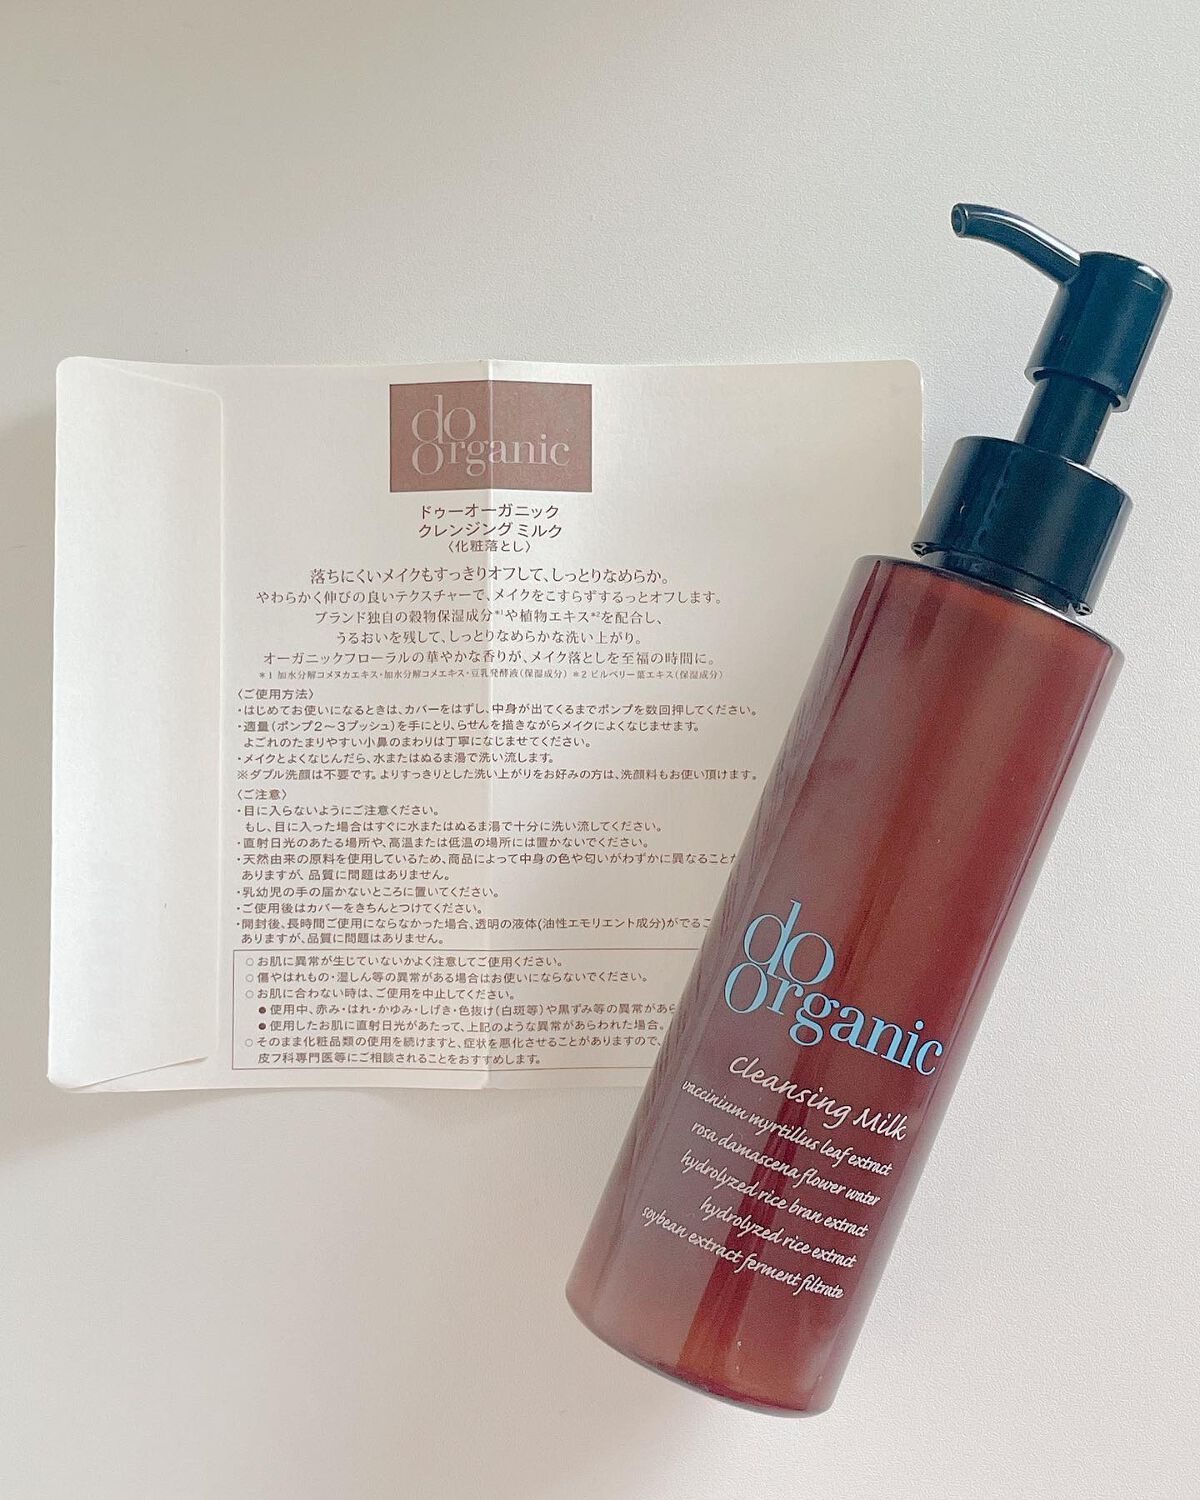 do
organic
ドゥーオーガニック
クレンジング ミルク
〈化粧落とし〉
落ちにくいメイクもすっきりオフして、しっとりなめらか。
やわらかく伸びの良いテクスチャーで、メイクをこすらずするっとオフします。
ブランド独自の穀物保湿成分*1や植物エキス*2を配合し、
うるおいを残して、しっとりなめらかな洗い上がり。
オーガニックフローラルの華やかな香りが、メイク落としを至福の時間に。
*1 加水分解コメヌカエキス・加水分解コメエキス・豆乳発酵液(保湿成分) *2 ビルベリー葉エキス(保湿成分)
〈ご使用方法〉
・はじめてお使いになるときは、カバーをはずし、中身が出てくるまでポンプを数回押してください。
・適量(ポンプ2〜3プッシュ)を手にとり、らせんを描きながらメイクによくなじませます。
よごれのたまりやすい小鼻のまわりは丁寧になじませてください。
・メイクとよくなじんだら、水またはぬるま湯で洗い流します。
※ダブル洗顔は不要です。よりすっきりとした洗い上がりをお好みの方は、洗顔料もお使い頂けます。
〈ご注意〉
・目に入らないようにご注意ください。
もし、目に入った場合はすぐに水またはぬるま湯で十分に洗い流してください。
・直射日光のあたる場所や、高温または低温の場所には置かないでください。
・天然由来の原料を使用しているため、商品によって中身の色や匂いがわずかに異なることが
ありますが、品質に問題はありません。
・乳幼児の手の届かないところに置いてください。
・ご使用後はカバーをきちんとつけてください。
・開封後、長時間ご使用にならなかった場合、透明の液体(油性エモリエント成分)がでるこ
ありますが、品質に問題はありません。
○お肌に異常が生じていないかよく注意してご使用ください。
○傷やはれもの・湿しん等の異常がある場合はお使いにならないでください。
○お肌に合わない時は、ご使用を中止してください。
●使用中、赤み・はれ・かゆみ・しげき・色抜け(白斑等)や黒ずみ等の異常があら
●使用したお肌に直射日光があたって、上記のような異常があらわれた場合。
○そのまま化粧品類の使用を続けますと、症状を悪化させることがありますので、
皮フ科専門医等にご相談されることをおすすめします。
do
organic
cleansing Milk
vaccinium myrtillus leaf extract
rosa damascena flower water
hydrolyzed rice bran extract
hydrolyzed rice extract
soybean extract ferment filtrate